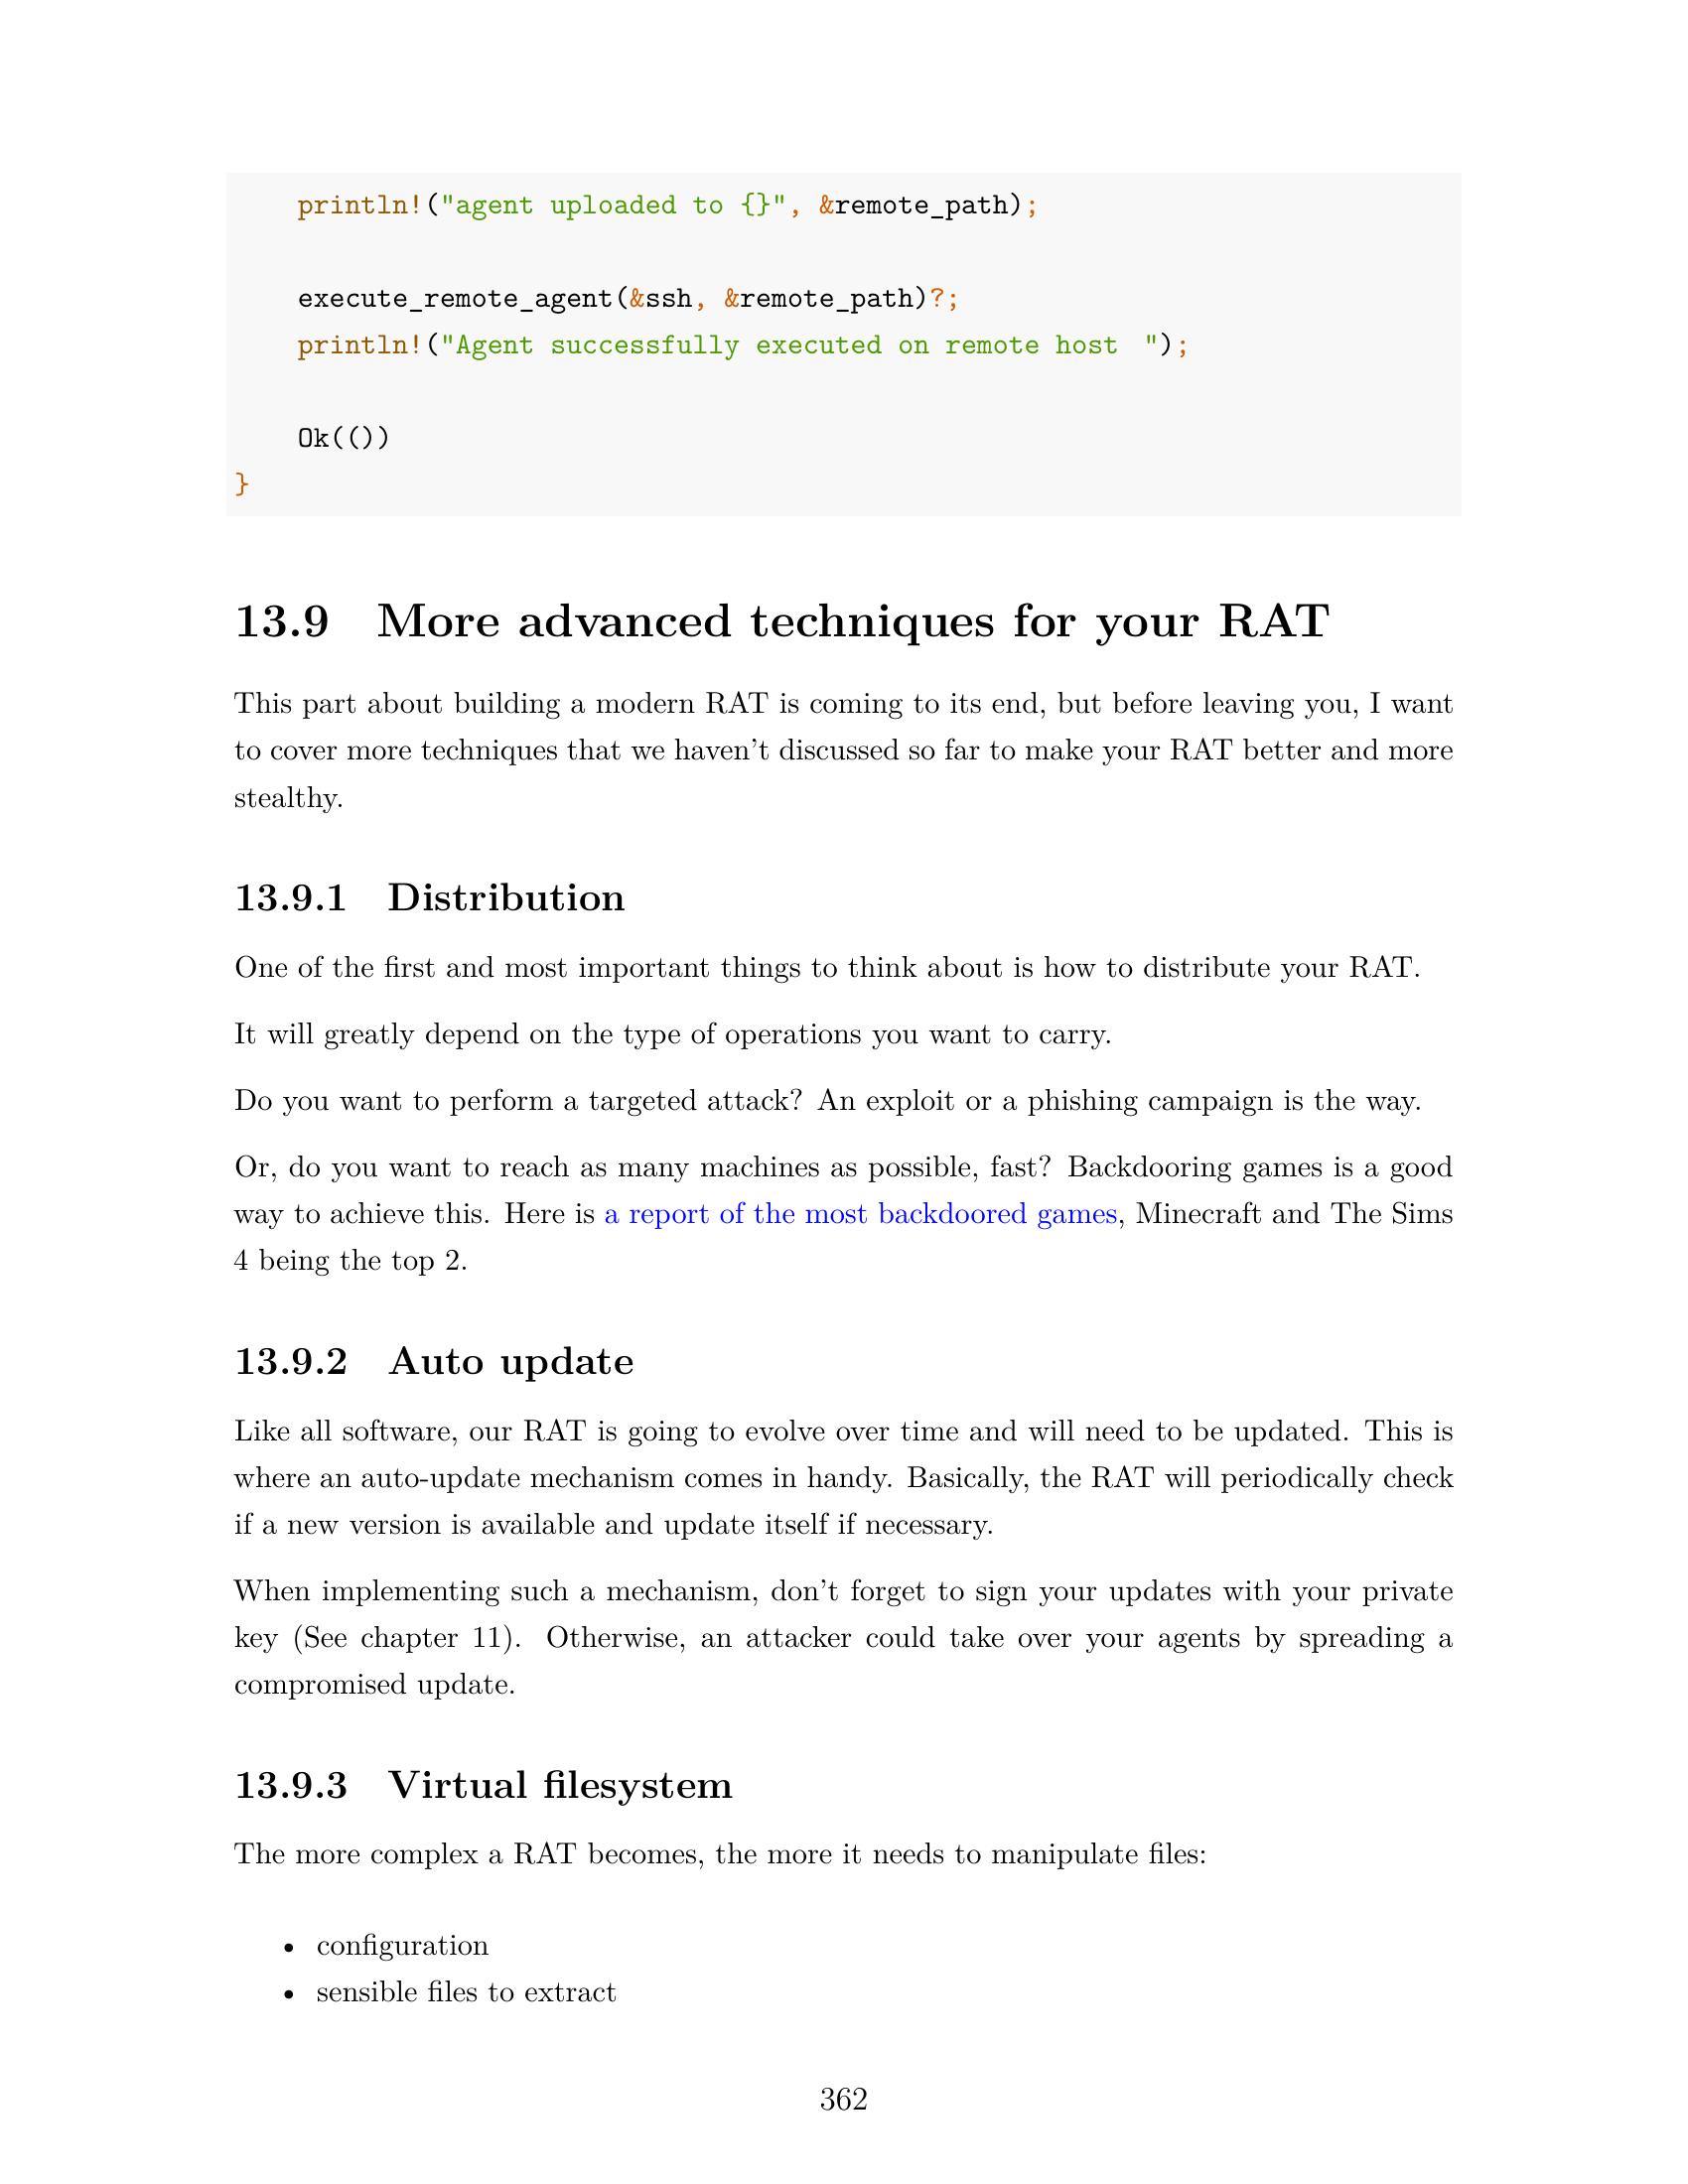 println!("agent uploaded to {}", &remote_path);
execute_remote_agent(&ssh, &remote_path)?;
println!("Agent successfully executed on remote host ");
Ok(())
}
13.9 More advanced techniques for your RAT
This part about building a modern RAT is coming to its end, but before leaving you, I want
to cover more techniques that we haven't discussed so far to make your RAT better and more
stealthy.
13.9.1 Distribution
One of the first and most important things to think about is how to distribute your RAT.
It will greatly depend on the type of operations you want to carry.
Do you want to perform a targeted attack? An exploit or a phishing campaign is the way.
Or, do you want to reach as many machines as possible, fast? Backdooring games is a good
way to achieve this. Here is a report of the most backdoored games, Minecraft and The Sims
4 being the top 2.
13.9.2 Auto update
Like all software, our RAT is going to evolve over time and will need to be updated. This is
where an auto-update mechanism comes in handy. Basically, the RAT will periodically check
if a new version is available and update itself if necessary.
When implementing such a mechanism, don't forget to sign your updates with your private
key (See chapter 11). Otherwise, an attacker could take over your agents by spreading a
compromised update.
13.9.3 Virtual filesystem
The more complex a RAT becomes, the more it needs to manipulate files:
• configuration
• sensible files to extract
362